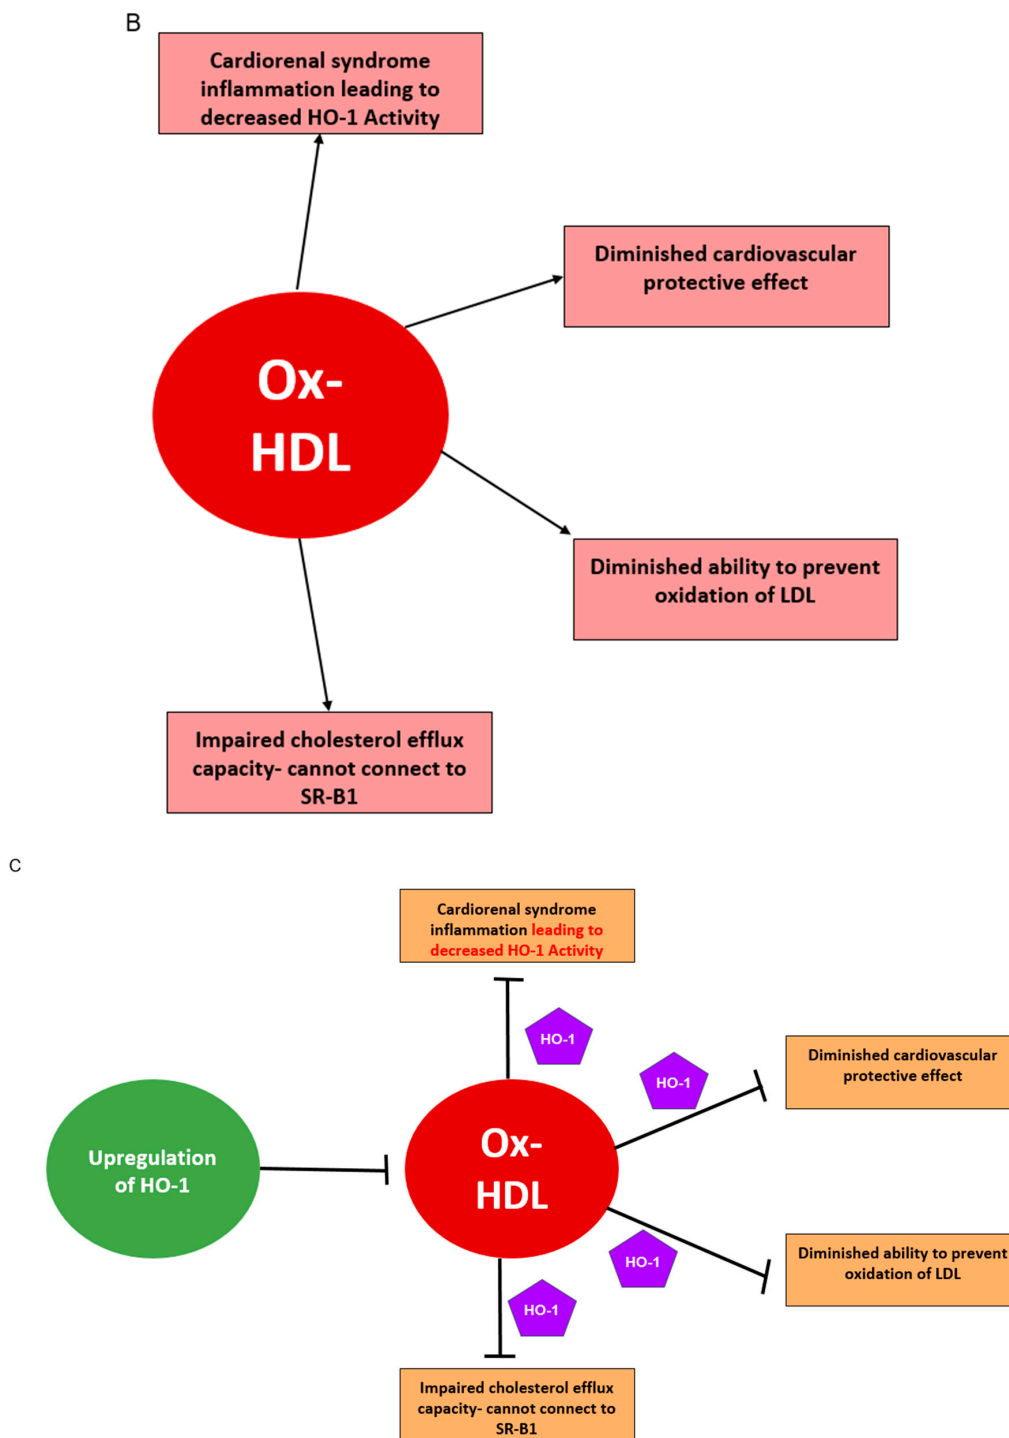 B
Cardiorenal syndrome
inflammation leading to
decreased HO-1 Activity
Diminished cardiovascular
protective effect
Ox-
HDL
Diminished ability to prevent
oxidation of LDL
Impaired cholesterol efflux
capacity- cannot connect to
SR-B1
C
Cardiorenal syndrome
inflammation leading to
decreased HO-1 Activity
HO-1
HO-1
Diminished cardiovascular
protective effect
Upregulation
of HO-1
Ox-
HDL
HO-1
Diminished ability to prevent
oxidation of LDL
HO-1
Impaired cholesterol efflux
capacity- cannot connect to
SR-B1